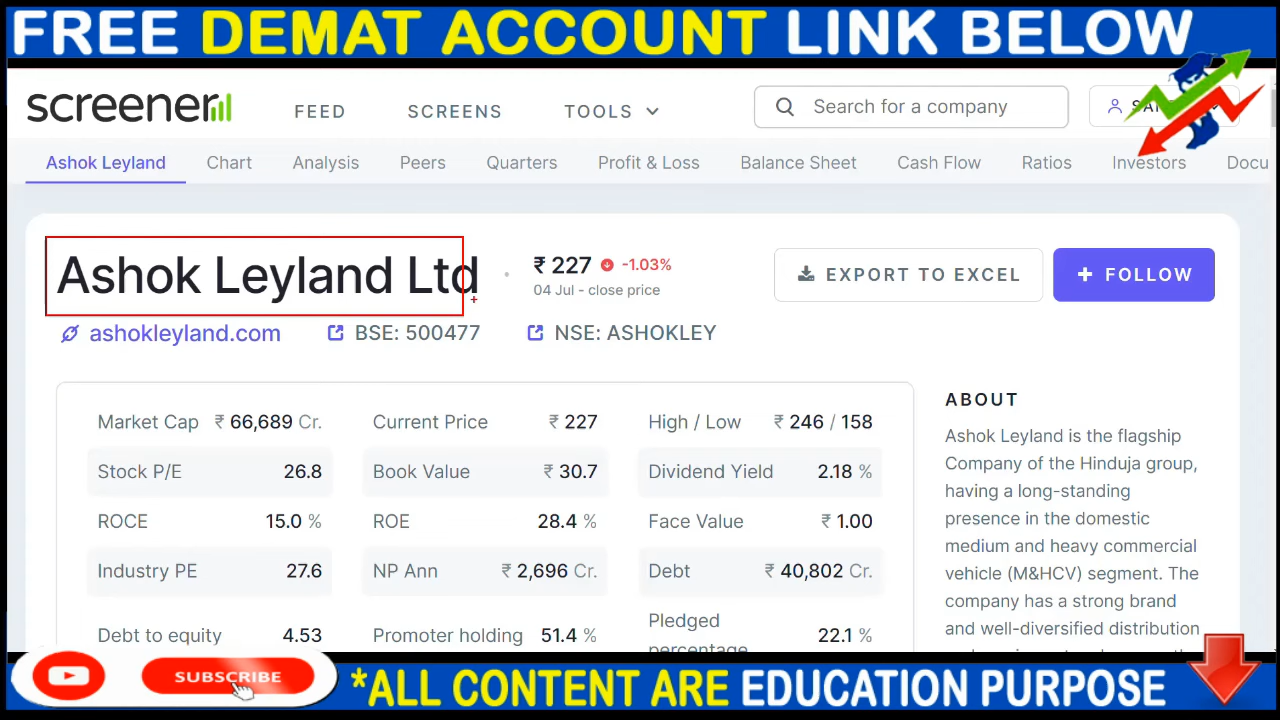 FREE DEMAT ACCOUNT LINK BELOW
screener FEED SCREENS TOOLS Search for a company
Ashok Leyland Chart Analysis Peers Quarters Profit & Loss Balance Sheet Cash Flow Ratios Investors Docu
Ashok Leyland Ltd ₹ 227 -1.03% EXPORT TO EXCEL + FOLLOW
04 Jul - close price
ashokleyland.com BSE: 500477 NSE: ASHOKLEY
Market Cap ₹ 66,689 Cr. Current Price ₹ 227 High / Low ₹ 246 / 158
Stock P/E 26.8 Book Value ₹ 30.7 Dividend Yield 2.18 %
ROCE 15.0 % ROE 28.4 % Face Value ₹ 1.00
Industry PE 27.6 NP Ann ₹ 2,696 Cr. Debt ₹ 40,802 Cr.
Debt to equity 4.53 Promoter holding 51.4 % Pledged percentage 22.1 %
ABOUT
Ashok Leyland is the flagship
Company of the Hinduja group,
having a long-standing
presence in the domestic
medium and heavy commercial
vehicle (M&HCV) segment. The
company has a strong brand
and well-diversified distribution
SUBSCRIBE
*ALL CONTENT ARE EDUCATION PURPOSE